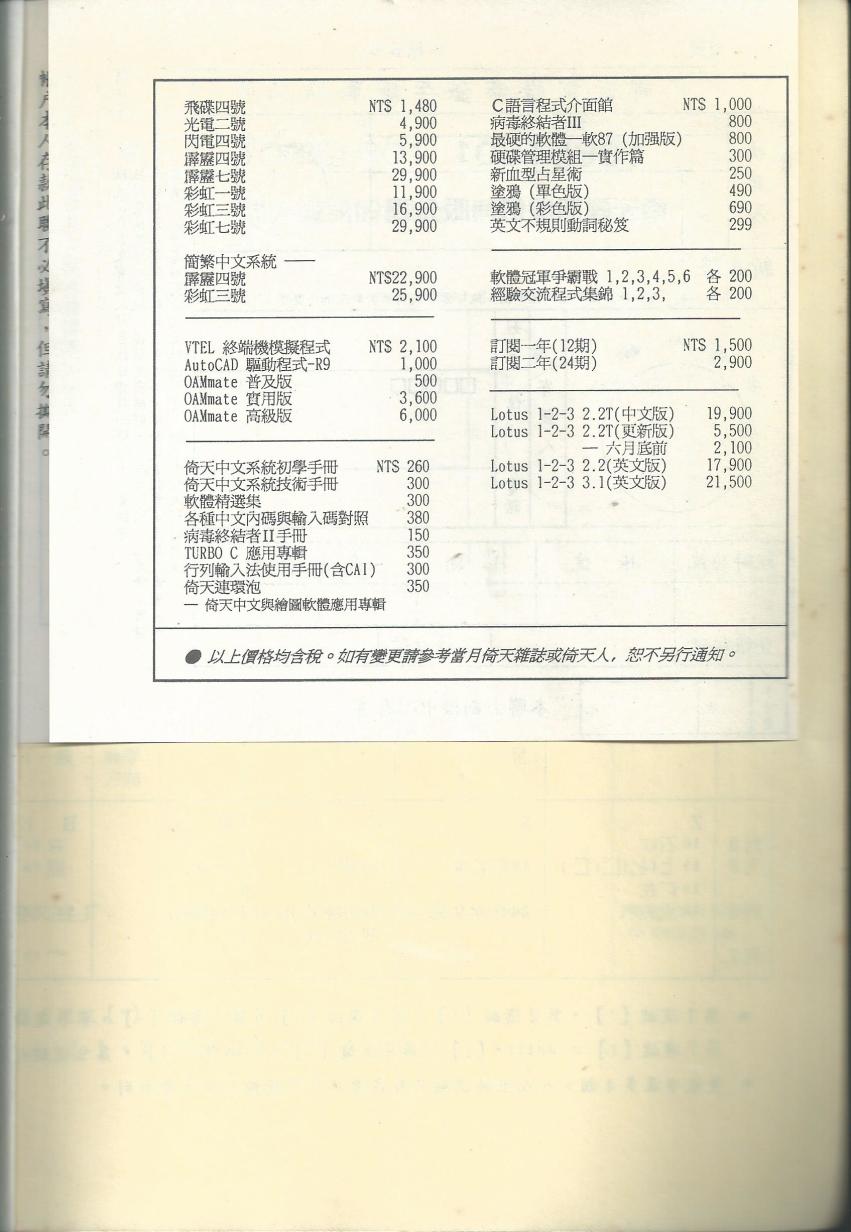 飛碟四號 NT$ 1,480
光電二號 4,900
閃電四號 5,900
霹靂四號 13,900
霹靂七號 29,900
彩虹一號 11,900
彩虹三號 16,900
彩虹七號 29,900
簡繁中文系統 ——
霹靂四號 NT$22,900
彩虹三號 25,900
VTEL 終端機模擬程式 NT$ 2,100
AutoCAD 驅動程式-R9 1,000
OAMmate 普及版 500
OAMmate 實用版 3,600
OAMmate 高級版 6,000
倚天中文系統初學手冊 NT$ 260
倚天中文系統技術手冊 300
軟體精選集 300
各種中文內碼與輸入碼對照 380
病毒終結者II手冊 150
TURBO C 應用專輯 350
行列輸入法使用手冊(含CAI) 300
倚天連環泡 350
— 倚天中文與繪圖軟體應用專輯
C語言程式介面館 NT$ 1,000
病毒終結者III 800
最硬的軟體—軟87 (加强版) 800
硬碟管理模組—實作篇 300
新血型占星術 250
塗鴉 (單色版) 490
塗鴉 (彩色版) 690
英文不規則動詞秘笈 299
軟體冠軍爭霸戰 1,2,3,4,5,6 各 200
經驗交流程式集錦 1,2,3, 各 200
訂閱一年(12期) NT$ 1,500
訂閱二年(24期) 2,900
Lotus 1-2-3 2.2T(中文版) 19,900
Lotus 1-2-3 2.2T(更新版) 5,500
— 六月底前 2,100
Lotus 1-2-3 2.2(英文版) 17,900
Lotus 1-2-3 3.1(英文版) 21,500
● 以上價格均含稅。如有變更請參考當月倚天雜誌或倚天人, 恕不另行通知。